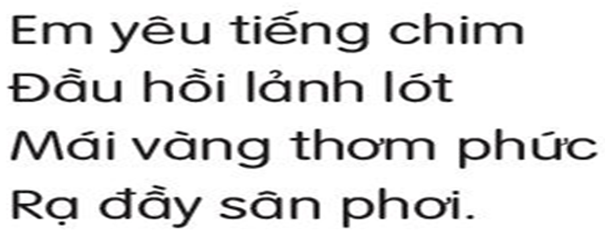 Em yêu tiếng chim
Đầu hồi lảnh lót
Mái vàng thơm phức
Rạ đầy sân phơi.